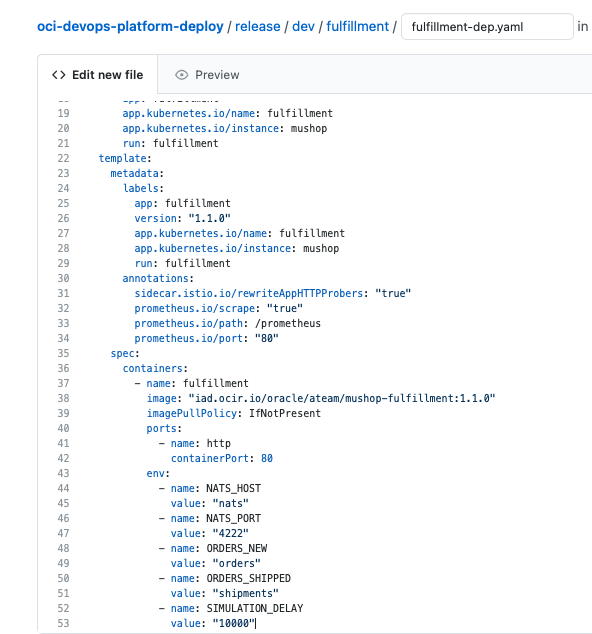 oci-devops-platform-deploy / release / dev / fulfillment / fulfillment-dep.yaml in
<> Edit new file Preview
19 app.kubernetes.io/name: fulfillment
20 app.kubernetes.io/instance: mushop
21 run: fulfillment
22 template:
23 metadata:
24 labels:
25 app: fulfillment
26 version: "1.1.0"
27 app.kubernetes.io/name: fulfillment
28 app.kubernetes.io/instance: mushop
29 run: fulfillment
30 annotations:
31 sidecar.istio.io/rewriteAppHTTPProbers: "true"
32 prometheus.io/scrape: "true"
33 prometheus.io/path: /prometheus
34 prometheus.io/port: "80"
35 spec:
36 containers:
37 - name: fulfillment
38 image: "iad.ocir.io/oracle/ateam/mushop-fulfillment:1.1.0"
39 imagePullPolicy: IfNotPresent
40 ports:
41 - name: http
42 containerPort: 80
43 env:
44 - name: NATS_HOST
45 value: "nats"
46 - name: NATS_PORT
47 value: "4222"
48 - name: ORDERS_NEW
49 value: "orders"
50 - name: ORDERS_SHIPPED
51 value: "shipments"
52 - name: SIMULATION_DELAY
53 value: "10000"